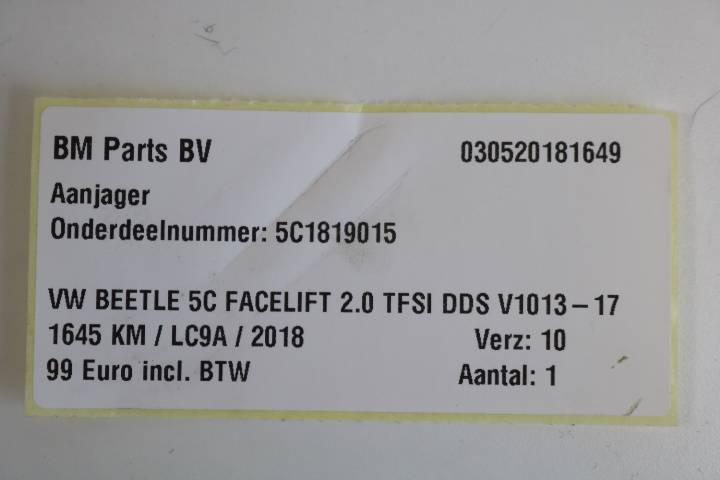 BM Parts BV 030520181649
Aanjager
Onderdeelnummer: 5C1819015
VW BEETLE 5C FACELIFT 2.0 TFSI DDS V1013-17
1645 KM / LC9A / 2018 Verz: 10
99 Euro incl. BTW Aantal: 1